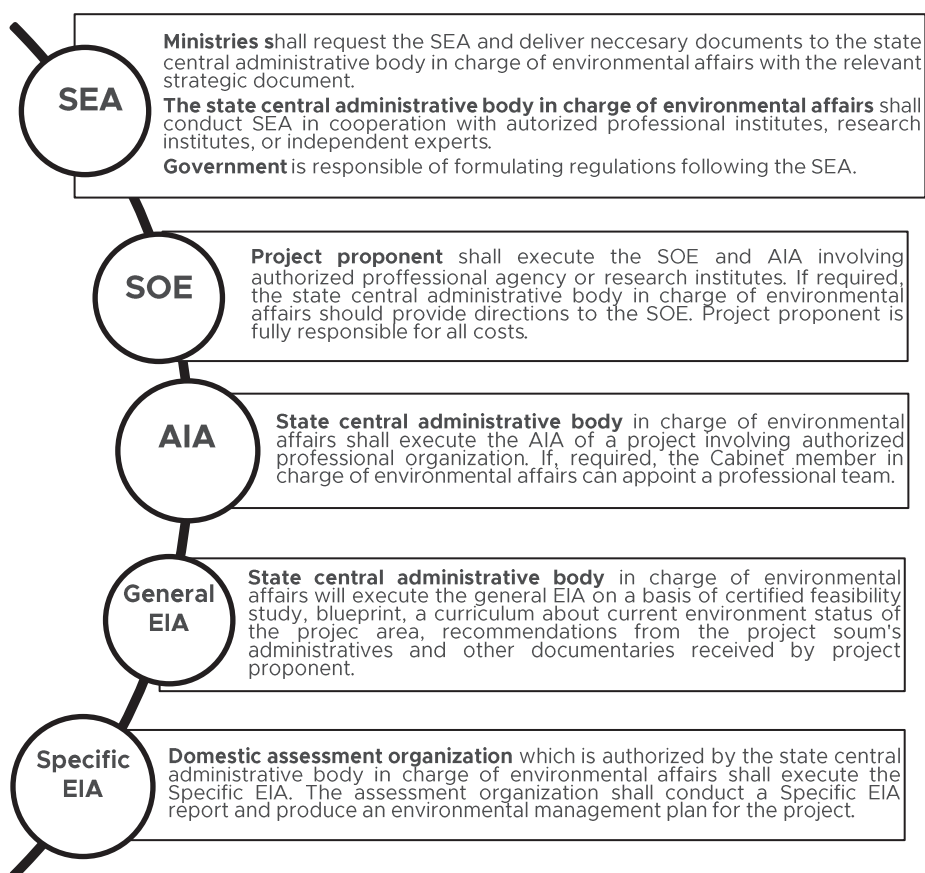 SEA
Ministries shall request the SEA and deliver neccesary documents to the state
central administrative body in charge of environmental affairs with the relevant
strategic document.
The state central administrative body in charge of environmental affairs shall
conduct SEA in cooperation with autorized professional institutes, research
institutes, or independent experts.
Government is responsible of formulating regulations following the SEA.
SOE
Project proponent shall execute the SOE and AIA involving
authorized proffessional agency or research institutes. If required,
the state central administrative body in charge of environmental
affairs should provide directions to the SOE. Project proponent is
fully responsible for all costs.
AIA
State central administrative body in charge of environmental
affairs shall execute the AIA of a project involving authorized
professional organization. If, required, the Cabinet member in
charge of environmental affairs can appoint a professional team.
General
EIA
State central administrative body in charge of environmental
affairs will execute the general EIA on a basis of certified feasibility
study, blueprint, a curriculum about current environment status of
the projec area, recommendations from the project soum's
administratives and other documentaries received by project
proponent.
Specific
EIA
Domestic assessment organization which is authorized by the state central
administrative body in charge of environmental affairs shall execute the
Specific EIA. The assessment organization shall conduct a Specific EIA
report and produce an environmental management plan for the project.